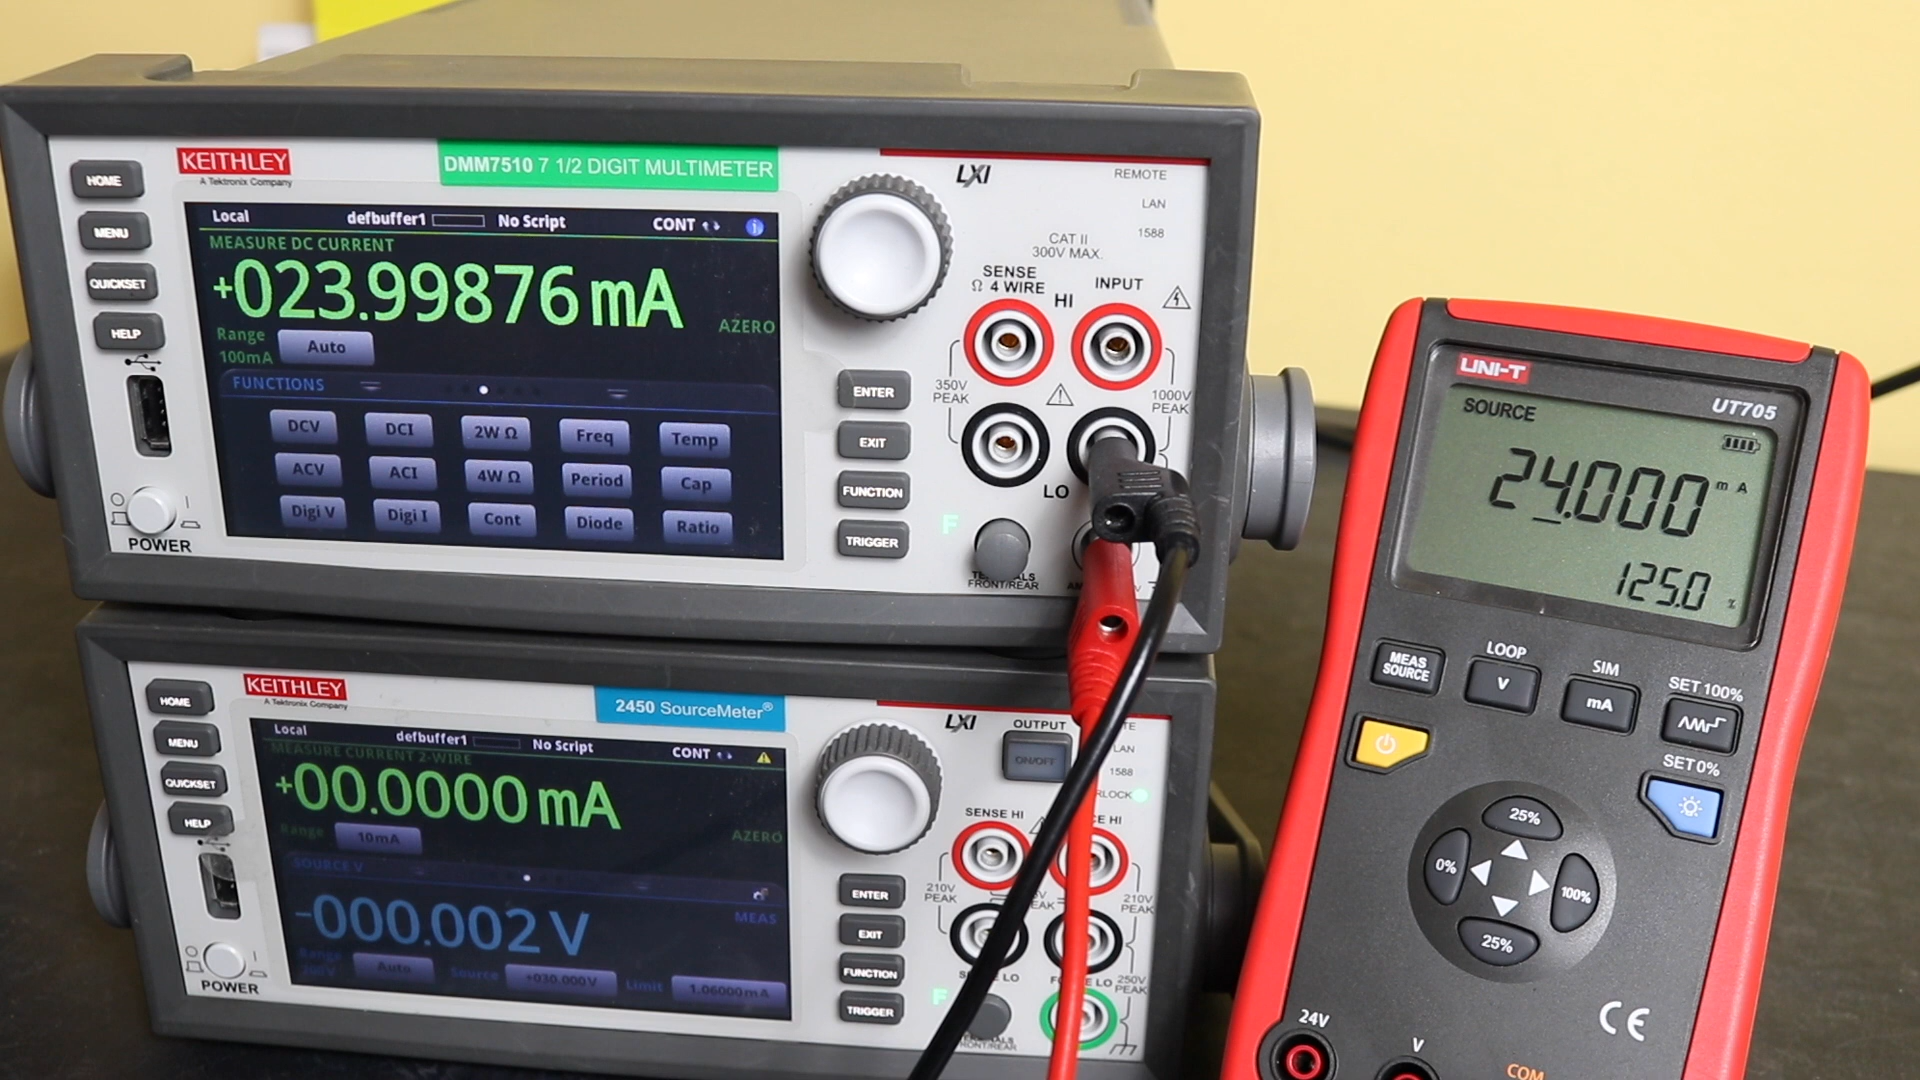 KEITHLEY
A Tektronix Company
DMM7510 7 1/2 DIGIT MULTIMETER
HOME
MENU
QUICKSET
HELP
POWER
Local defbuffer1 No Script CONT
MEASURE DC CURRENT
+023.99876 mA
Range
100mA
Auto
AZERO
FUNCTIONS
DCV DCI 2W Ω Freq Temp
ACV ACI 4W Ω Period Cap
Digi V Digi I Cont Diode Ratio
ENTER
EXIT
FUNCTION
TRIGGER
LXI
REMOTE
LAN
1588
CAT II
300V MAX.
SENSE
Ω 4 WIRE
HI
INPUT
350V
PEAK
1000V
PEAK
LO
F
FRONT/REAR
KEITHLEY
A Tektronix Company
2450 SourceMeter®
HOME
MENU
QUICKSET
HELP
POWER
Local defbuffer1 No Script CONT
MEASURE CURRENT 2-WIRE
+00.0000 mA
Range
10mA
AZERO
SOURCE V
-000.002 V
MEAS
Range
200V
Auto
Source
+030.000V
Limit
1.06000mA
ENTER
EXIT
FUNCTION
TRIGGER
LXI
OUTPUT
ON/OFF
LAN
1588
SENSE HI
210V
PEAK
210V
PEAK
250V
PEAK
F
UNI-T
UT705
SOURCE
24.000 mA
125.0 %
MEAS
SOURCE
LOOP
V
SIM
mA
SET 100%
SET 0%
25%
0%
100%
25%
CE
24V
V
COM